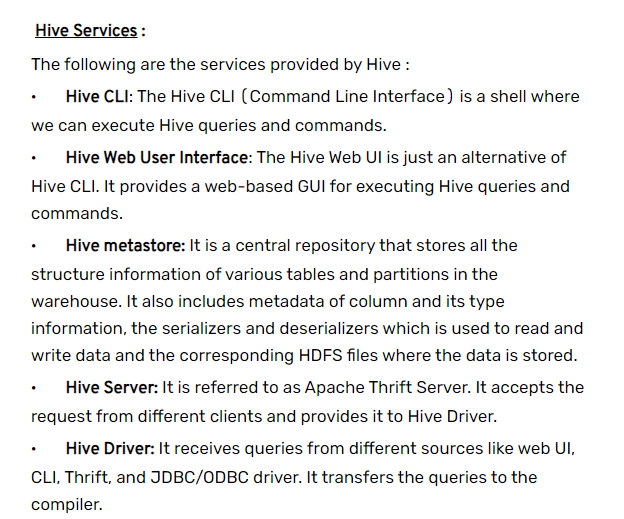 Hive Services :
The following are the services provided by Hive :
• Hive CLI: The Hive CLI (Command Line Interface) is a shell where
we can execute Hive queries and commands.
• Hive Web User Interface: The Hive Web UI is just an alternative of
Hive CLI. It provides a web-based GUI for executing Hive queries and
commands.
• Hive metastore: It is a central repository that stores all the
structure information of various tables and partitions in the
warehouse. It also includes metadata of column and its type
information, the serializers and deserializers which is used to read and
write data and the corresponding HDFS files where the data is stored.
• Hive Server: It is referred to as Apache Thrift Server. It accepts the
request from different clients and provides it to Hive Driver.
• Hive Driver: It receives queries from different sources like web UI,
CLI, Thrift, and JDBC/ODBC driver. It transfers the queries to the
compiler.